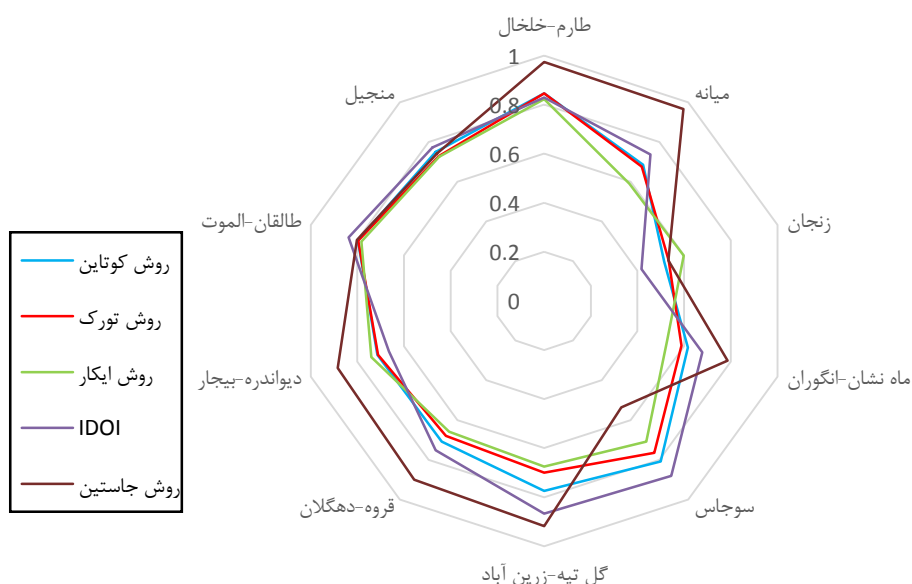 طارم-خلخال
میانه
زنجان
ماه نشان-انگوران
سوجاس
گل تپه-زرین آباد
قروه-دهگلان
دیواندره-بیجار
طالقان-الموت
منجیل
1
0.8
0.6
0.4
0.2
0
روش کوتاین
روش تورک
روش ایکار
IDOI
روش جاستین